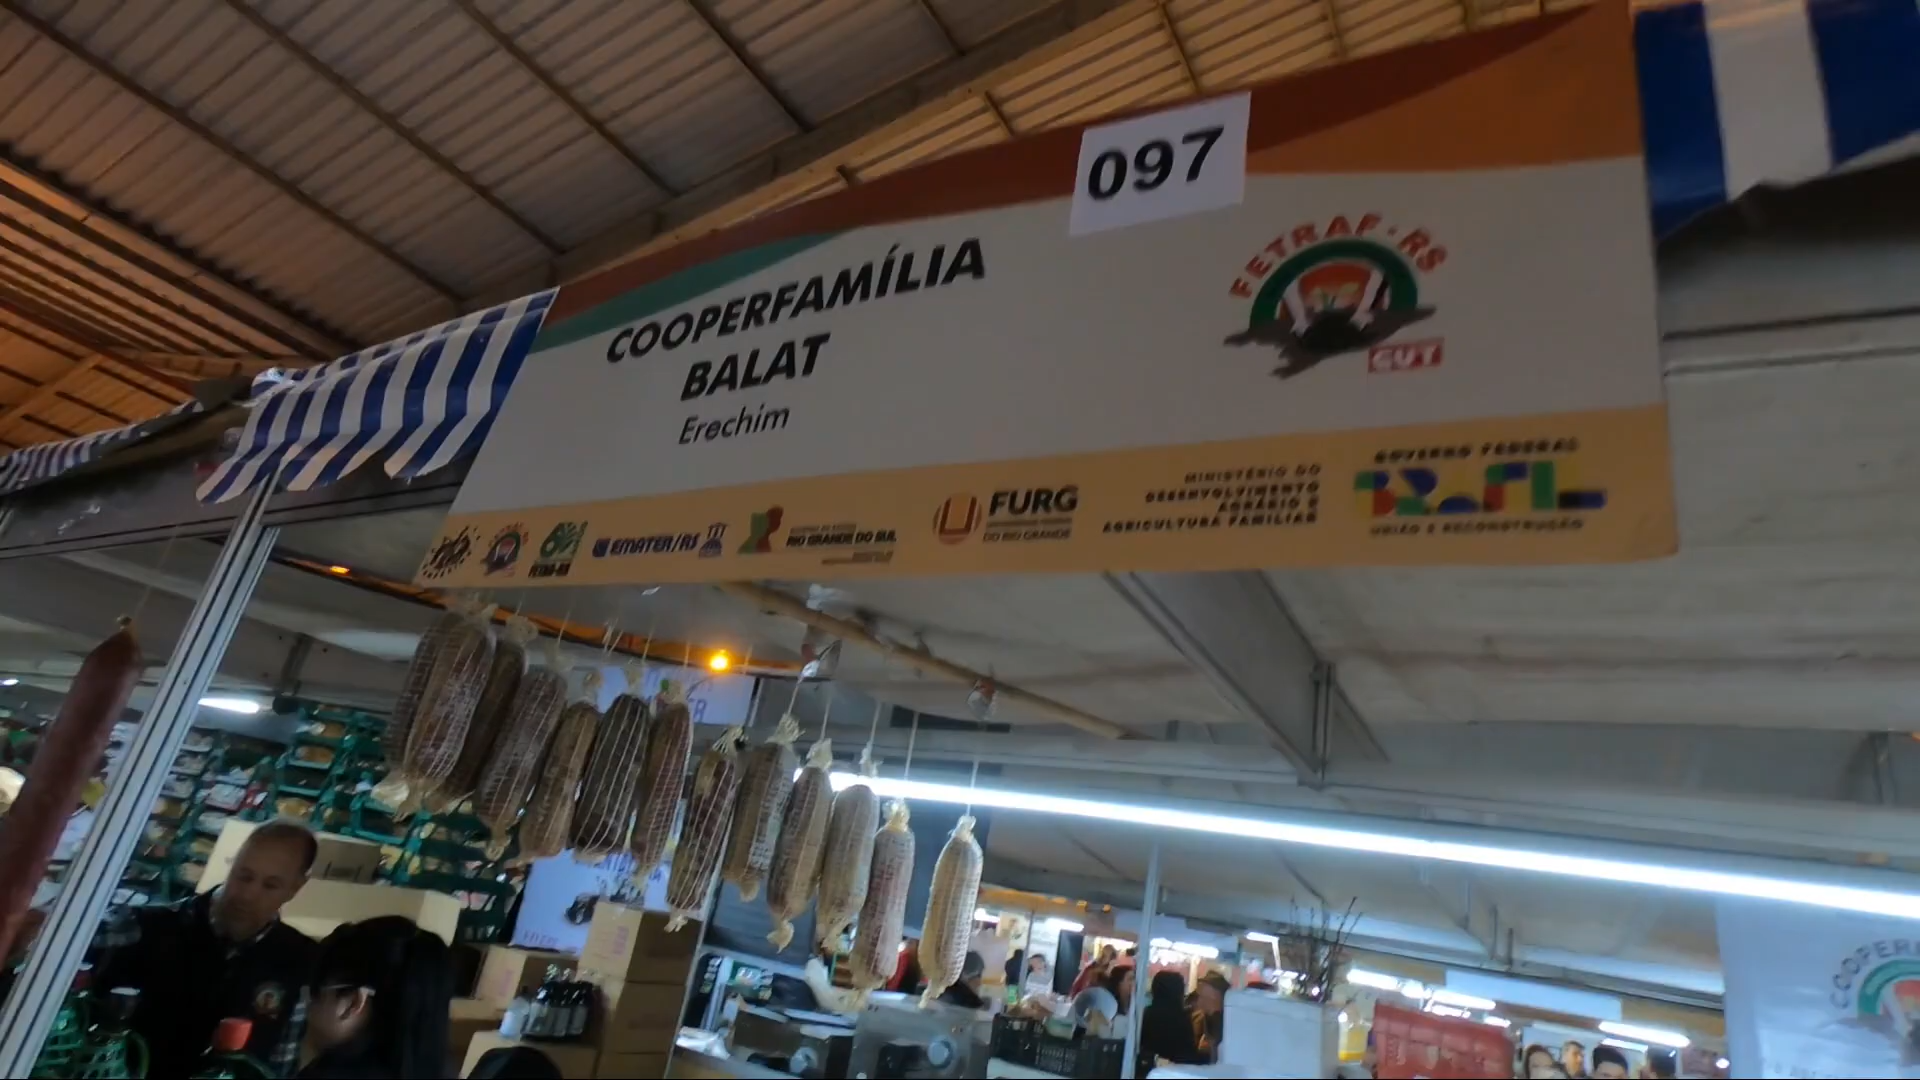 097
COOPERFAMÍLIA
BALAT
Erechim
FETRAF-RS
CUT
EMATER/RS
RIO GRANDE DO SUL
FURG
DO RIO GRANDE
MINISTÉRIO DO
DESENVOLVIMENTO
AGRÁRIO E
AGRICULTURA FAMILIAR
GOVERNO FEDERAL
BRASIL
UNIÃO E RECONSTRUÇÃO